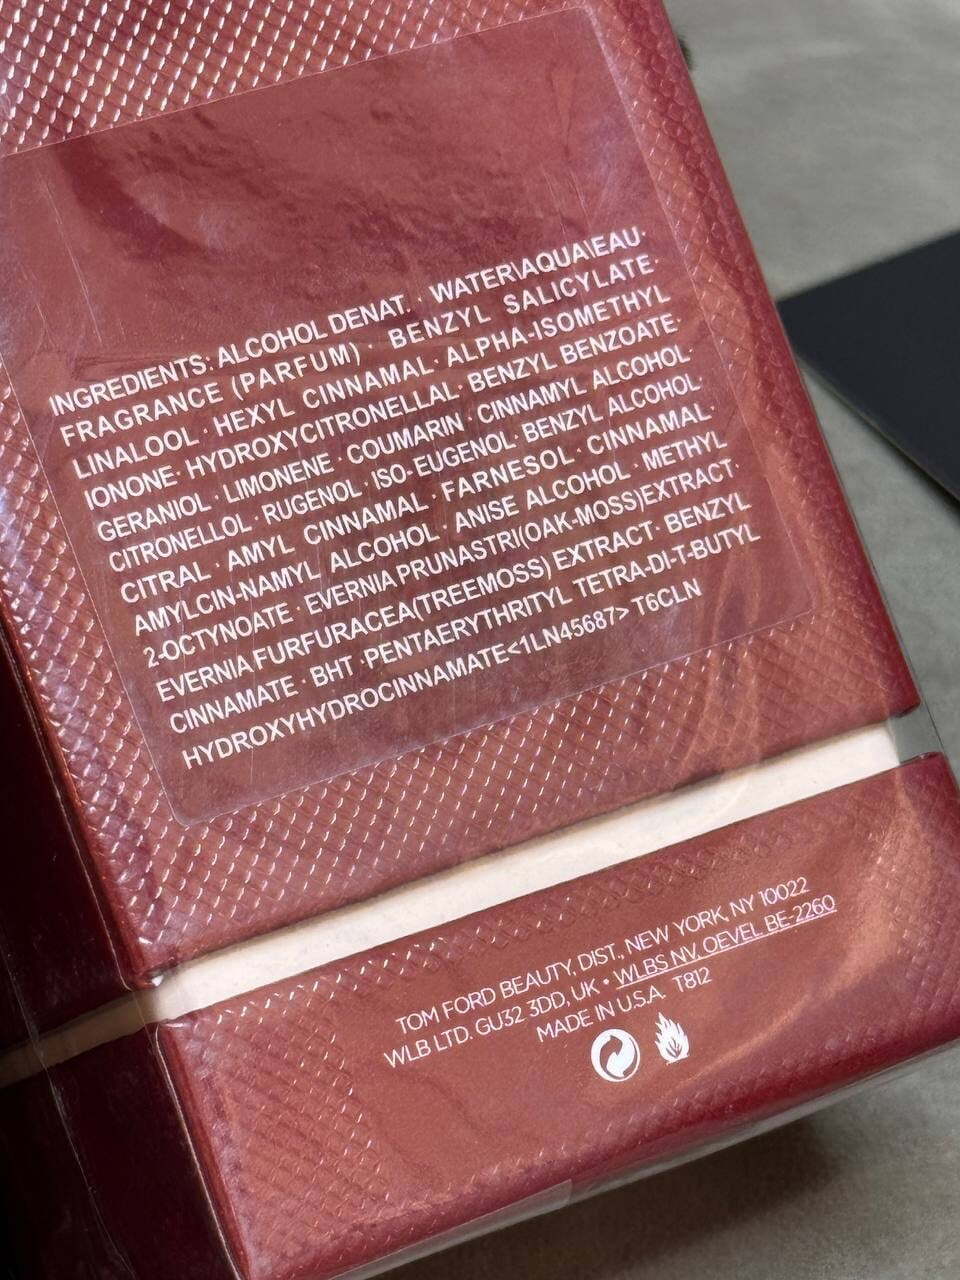 INGREDIENTS· ALCOHOL DENAT. · WATER\AQUA\EAU·
FRAGRANCE (PARFUM) · BENZYL SALICYLATE·
LINALOOL · HEXYL CINNAMAL· ALPHA-ISOMETHYL
IONONE· HYDROXYCITRONELLAL· BENZYL BENZOATE·
GERANIOL · LIMONENE · COUMARIN · CINNAMYL ALCOHOL·
CITRONELLOL · RUGENOL · ISO-EUGENOL· BENZYL ALCOHOL·
CITRAL · AMYL CINNAMAL · FARNESOL · CINNAMAL·
AMYLCIN-NAMYL ALCOHOL · ANISE ALCOHOL · METHYL
2-OCTYNOATE · EVERNIA PRUNASTRI(OAK-MOSS)EXTRACT·
EVERNIA FURFURACEA(TREEMOSS) EXTRACT · BENZYL
CINNAMATE · BHT ·PENTAERYTHRITYL TETRA-DI-T-BUTYL
HYDROXYHYDROCINNAMATE<1LN45687> T6CLN
TOM FORD BEAUTY, DIST., NEW YORK, NY 10022
WLB LTD. GU32 3DD, UK • WLBS NV, OEVEL BE-2260
MADE IN U.S.A. T812